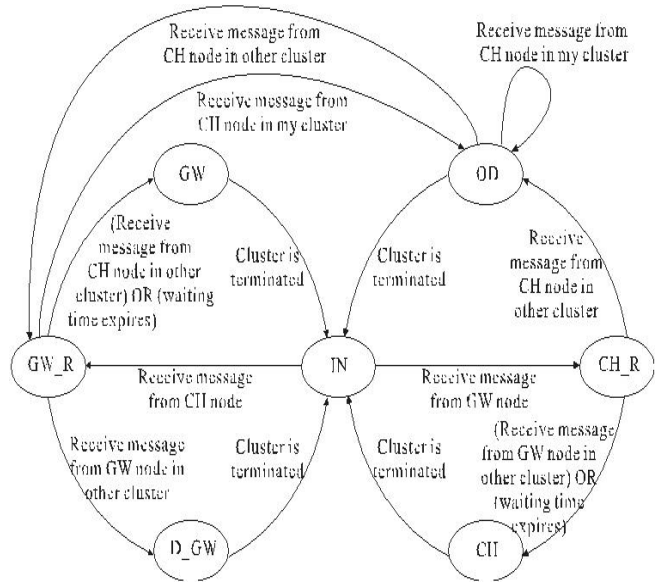 Receive message from
CH node in other cluster
Receive message from
CH node in my cluster
Receive message from
CH node in my cluster
GW
OD
(Receive
message from
CH node in other
cluster) OR (waiting
time expires)
Cluster is
terminated
Cluster is
terminated
Receive
message from
CH node in
other cluster
GW_R
IN
CH_R
Receive message
from CH node
Receive message
from GW node
Receive message
from GW node in
other cluster
Cluster is
terminated
Cluster is
terminated
(Receive message
from GW node in
other cluster) OR
(waiting time
expires)
D_GW
CH